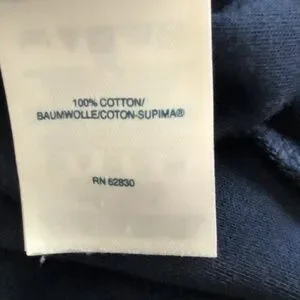 100% COTTON/
BAUMWOLLE/COTON-SUPIMA®
RN 62830